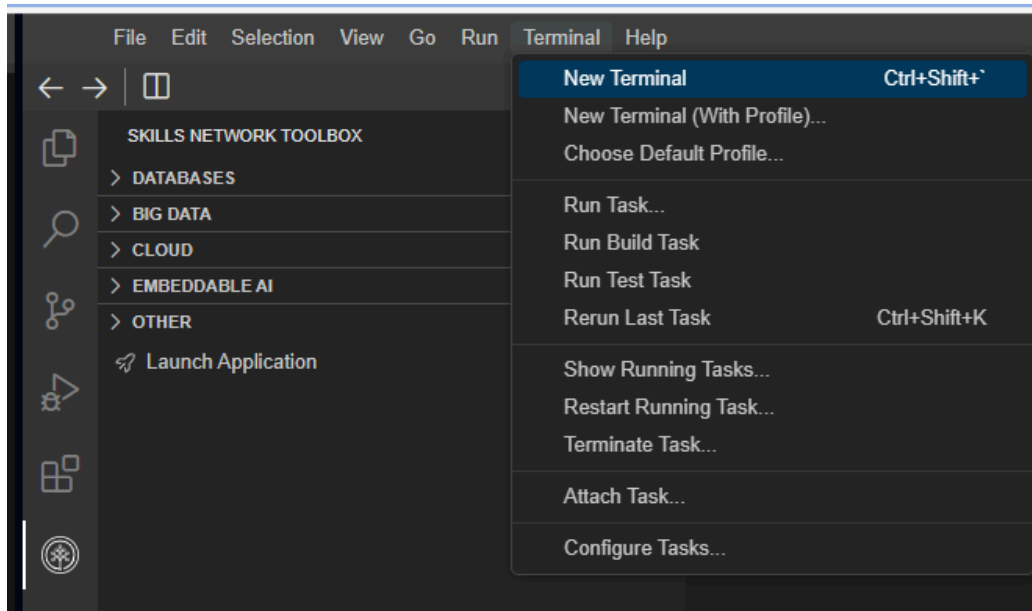 File Edit Selection View Go Run Terminal Help
SKILLS NETWORK TOOLBOX
DATABASES
BIG DATA
CLOUD
EMBEDDABLE AI
OTHER
Launch Application
New Terminal Ctrl+Shift+`
New Terminal (With Profile)...
Choose Default Profile...
Run Task...
Run Build Task
Run Test Task
Rerun Last Task Ctrl+Shift+K
Show Running Tasks...
Restart Running Task...
Terminate Task...
Attach Task...
Configure Tasks...